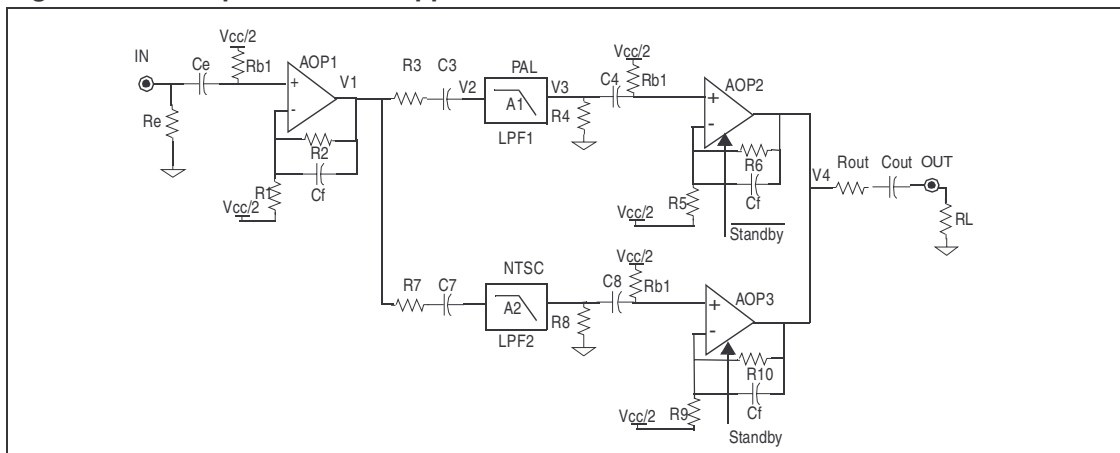 IN
Ce
Vcc/2
Rb1
AOP1
V1
+
-
Re
R2
Cf
R1
Vcc/2
R3
C3
V2
PAL
A1
LPF1
V3
R4
C4
Vcc/2
Rb1
AOP2
+
-
R6
Cf
R5
Vcc/2
Standby
V4
Rout
Cout
OUT
RL
R7
C7
NTSC
A2
LPF2
R8
C8
Vcc/2
Rb1
AOP3
+
-
R10
Cf
R9
Vcc/2
Standby